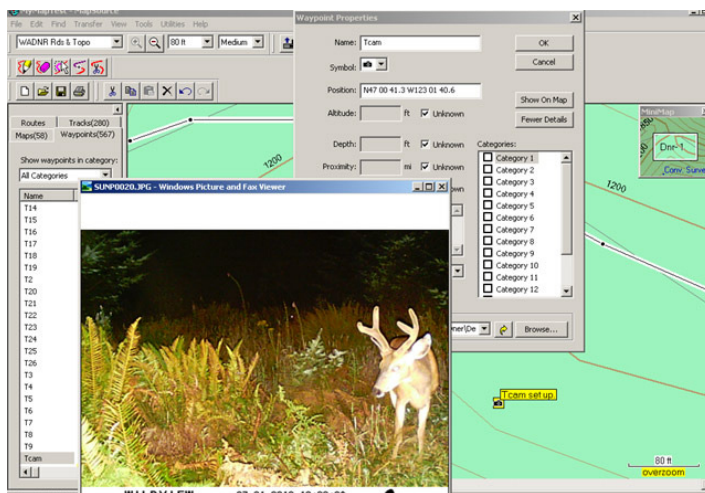 MyMapTest - MapSource
File Edit Find Transfer View Tools Utilities Help
WADNR Rds & Topo
80 ft
Medium
Routes
Tracks(280)
Maps(58)
Waypoints(567)
Show waypoints in category:
All Categories
Name
T14
T15
T16
T17
T18
T19
T2
T20
T21
T22
T23
T24
T25
T26
T3
T4
T5
T6
T7
T8
T9
Tcam
Waypoint Properties
Name:
Tcam
OK
Symbol:
Cancel
Position:
N47 00 41.3 W123 01 40.6
Show On Map
Altitude:
ft
Unknown
Fewer Details
Depth:
ft
Unknown
Categories:
Proximity:
mi
Unknown
Category 1
Category 2
Category 3
Category 4
Category 5
Category 6
Category 7
Category 8
Category 9
Category 10
Category 11
Category 12
Browse...
SUNP0020.JPG - Windows Picture and Fax Viewer
MiniMap
Dnr-1
1200
1200
Tcam set up.
80 ft
overzoom